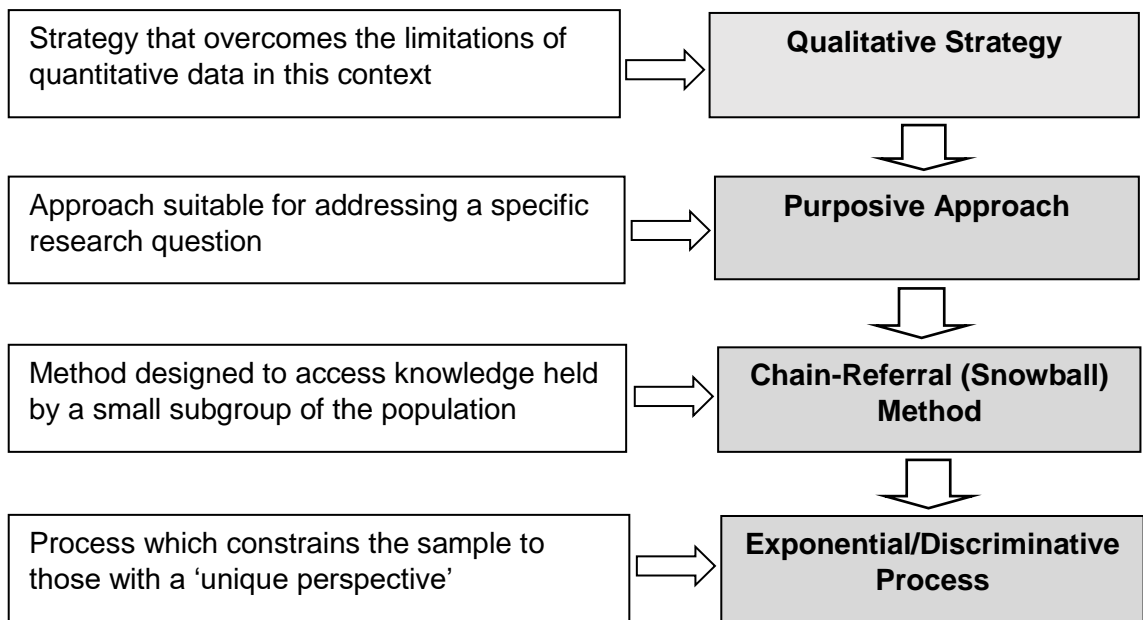 Strategy that overcomes the limitations of
quantitative data in this context
Qualitative Strategy
Approach suitable for addressing a specific
research question
Purposive Approach
Method designed to access knowledge held
by a small subgroup of the population
Chain-Referral (Snowball)
Method
Process which constrains the sample to
those with a ‘unique perspective’
Exponential/Discriminative
Process